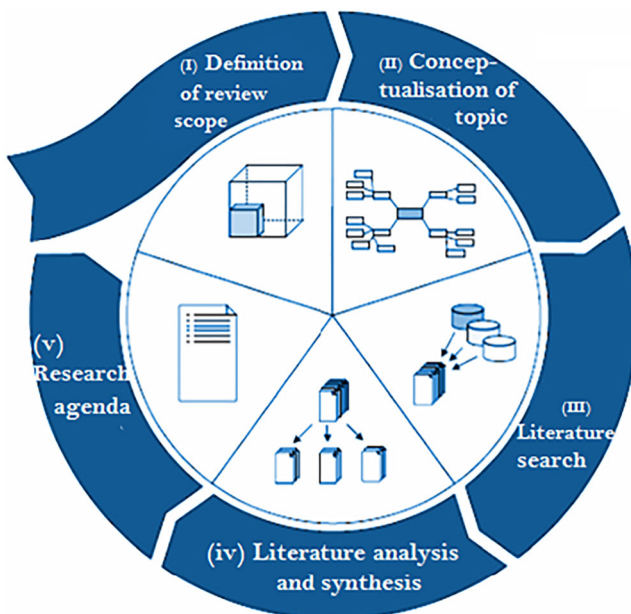 (I) Definition
of review
scope
(II) Concep-
tualisation of
topic
(III)
Literature
search
(iv) Literature analysis
and synthesis
(v)
Research
agenda